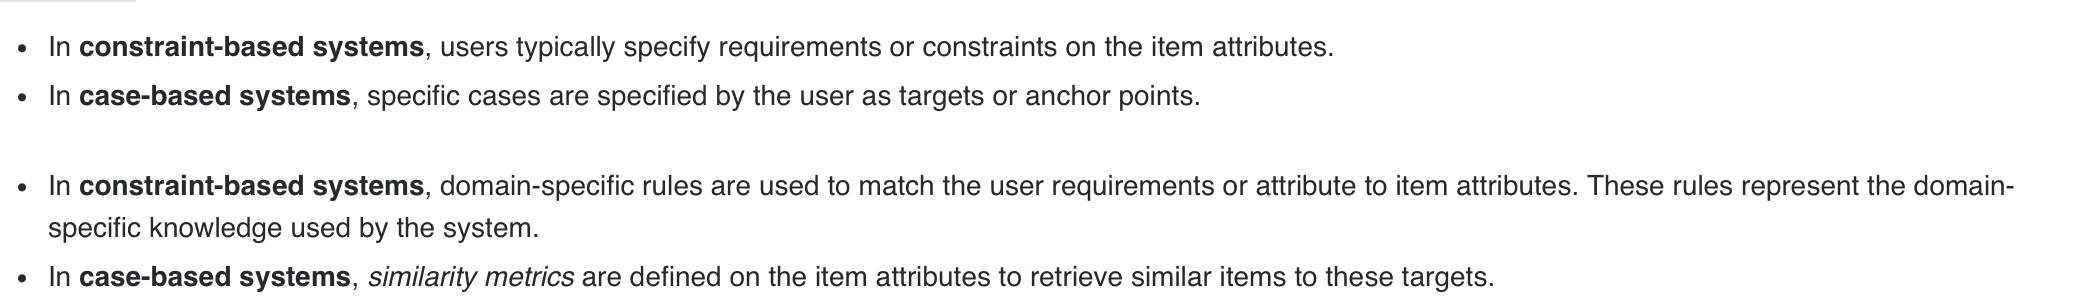 • In constraint-based systems, users typically specify requirements or constraints on the item attributes.
• In case-based systems, specific cases are specified by the user as targets or anchor points.
• In constraint-based systems, domain-specific rules are used to match the user requirements or attribute to item attributes. These rules represent the domain-
specific knowledge used by the system.
• In case-based systems, similarity metrics are defined on the item attributes to retrieve similar items to these targets.